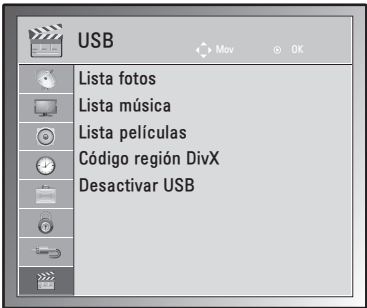 USB
Mov OK
Lista fotos
Lista música
Lista películas
Código región DivX
Desactivar USB